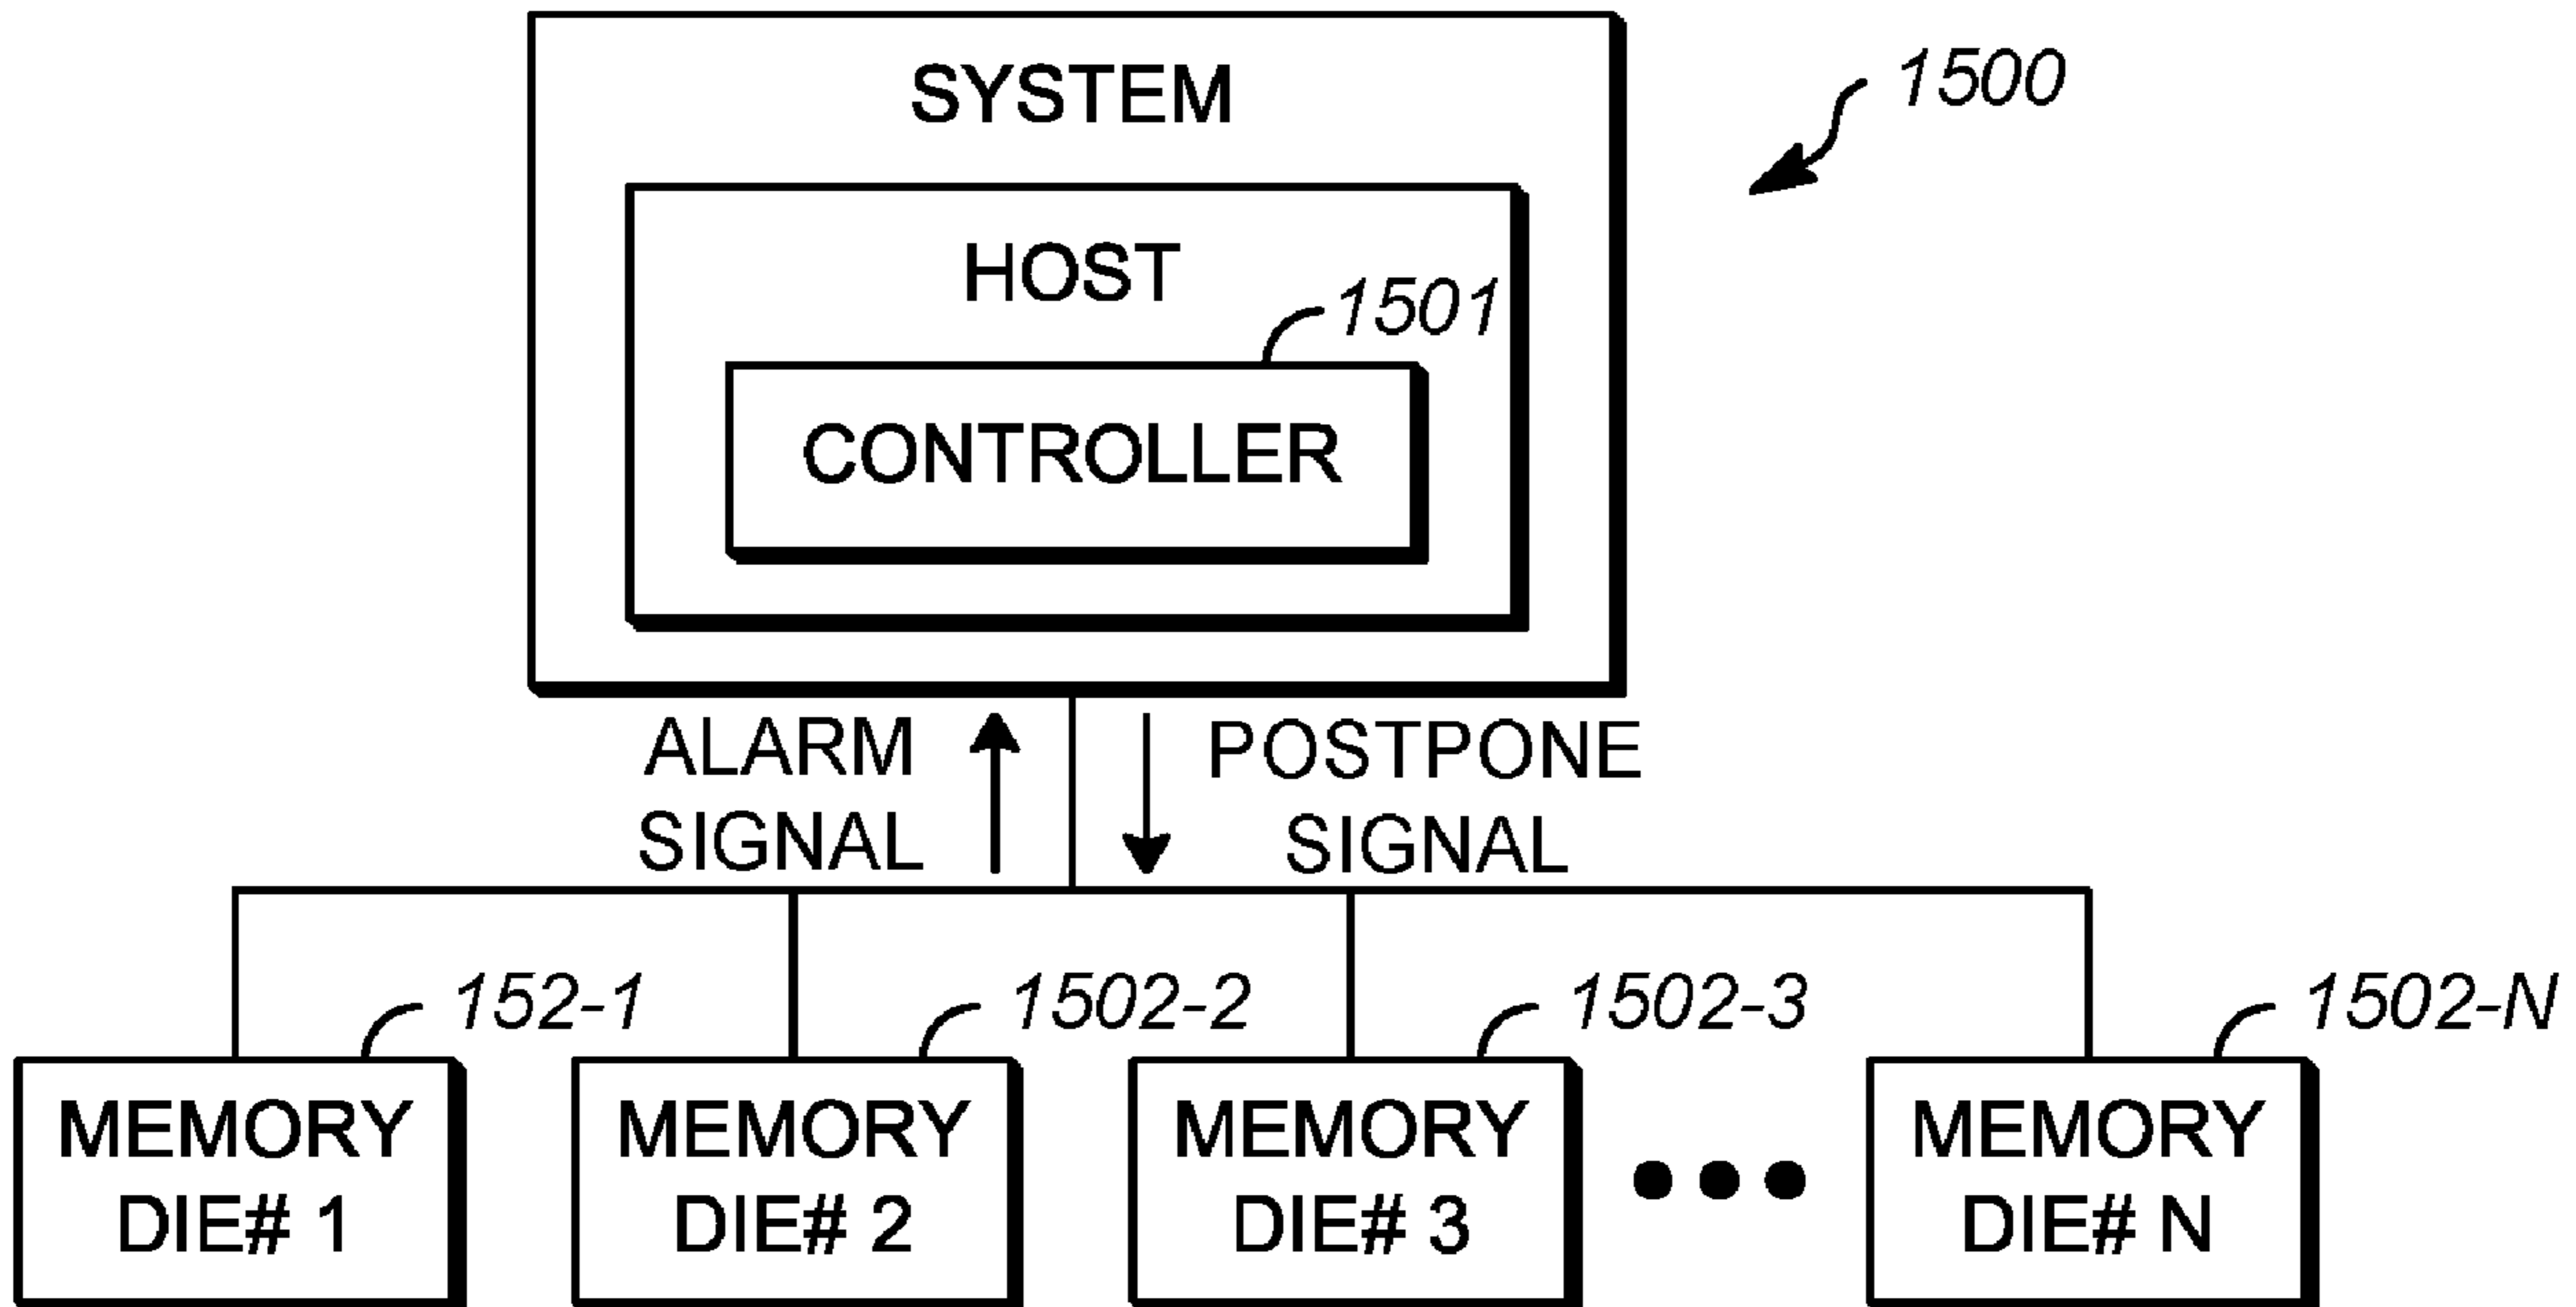 SYSTEM
1500
HOST
1501
CONTROLLER
ALARM
SIGNAL
POSTPONE
SIGNAL
152-1
1502-2
1502-3
1502-N
MEMORY
DIE# 1
MEMORY
DIE# 2
MEMORY
DIE# 3
MEMORY
DIE# N